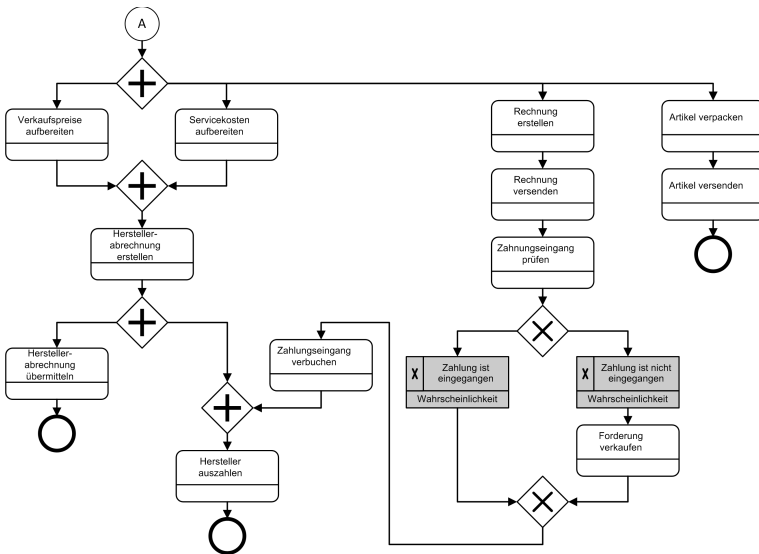 A
Verkaufspreise
aufbereiten
Servicekosten
aufbereiten
Rechnung
erstellen
Artikel verpacken
Rechnung
versenden
Artikel versenden
Hersteller-
abrechnung
erstellen
Zahnungseingang
prüfen
Hersteller-
abrechnung
übermitteln
Zahlungseingang
verbuchen
X
Zahlung ist
eingegangen
Wahrscheinlichkeit
X
Zahlung ist nicht
eingegangen
Wahrscheinlichkeit
Forderung
verkaufen
Hersteller
auszahlen